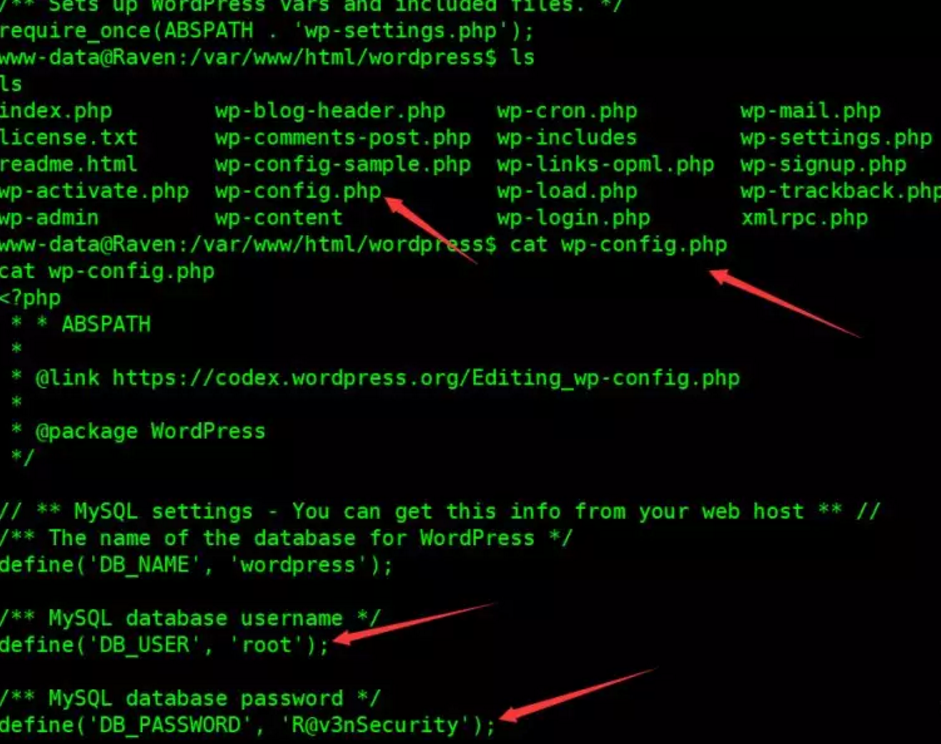 /** Sets up WordPress vars and included files. */
require_once(ABSPATH . 'wp-settings.php');
www-data@Raven:/var/www/html/wordpress$ ls
ls
index.php wp-blog-header.php wp-cron.php wp-mail.php
license.txt wp-comments-post.php wp-includes wp-settings.php
readme.html wp-config-sample.php wp-links-opml.php wp-signup.php
wp-activate.php wp-config.php wp-load.php wp-trackback.php
wp-admin wp-content wp-login.php xmlrpc.php
www-data@Raven:/var/www/html/wordpress$ cat wp-config.php
cat wp-config.php
<?php
* * ABSPATH
*
* @link https://codex.wordpress.org/Editing_wp-config.php
*
* @package WordPress
*/
// ** MySQL settings - You can get this info from your web host ** //
/** The name of the database for WordPress */
define('DB_NAME', 'wordpress');
/** MySQL database username */
define('DB_USER', 'root');
/** MySQL database password */
define('DB_PASSWORD', 'R@v3nSecurity');